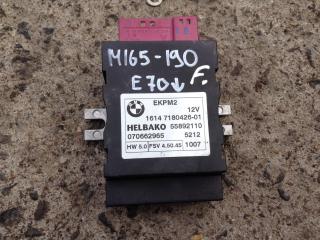 M165-190
E70↓ F.
BMW
EKPM2
12V
1614 7180426-01
HELBAKO 55892110
070662965 5212
HW 5.0 FSV 4.50.45 1007